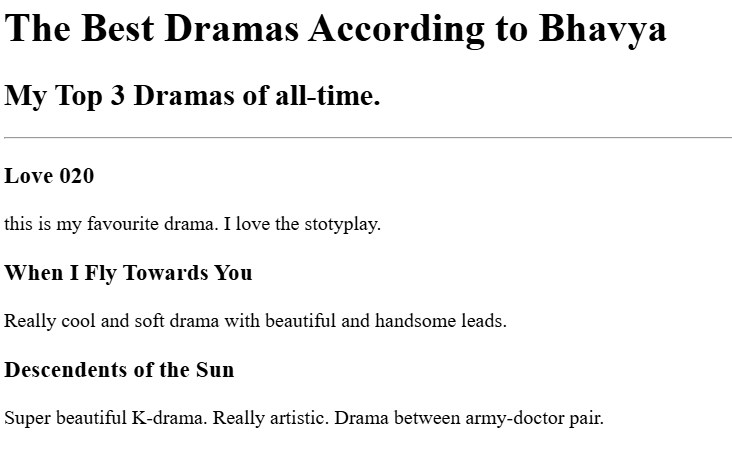 The Best Dramas According to Bhavya
My Top 3 Dramas of all-time.
Love 020
this is my favourite drama. I love the stotyplay.
When I Fly Towards You
Really cool and soft drama with beautiful and handsome leads.
Descendents of the Sun
Super beautiful K-drama. Really artistic. Drama between army-doctor pair.